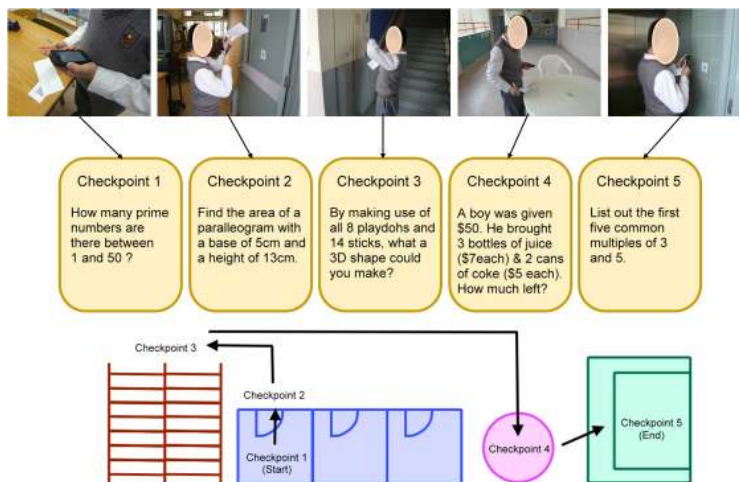 Checkpoint 1
How many prime
numbers are
there between
1 and 50 ?
Checkpoint 2
Find the area of a
paralleogram with
a base of 5cm and
a height of 13cm.
Checkpoint 3
By making use of
all 8 playdohs and
14 sticks, what a
3D shape could
you make?
Checkpoint 4
A boy was given
$50. He brought
3 bottles of juice
($7each) & 2 cans
of coke ($5 each).
How much left?
Checkpoint 5
List out the first
five common
multiples of 3
and 5.
Checkpoint 3
Checkpoint 2
Checkpoint 1
(Start)
Checkpoint 4
Checkpoint 5
(End)